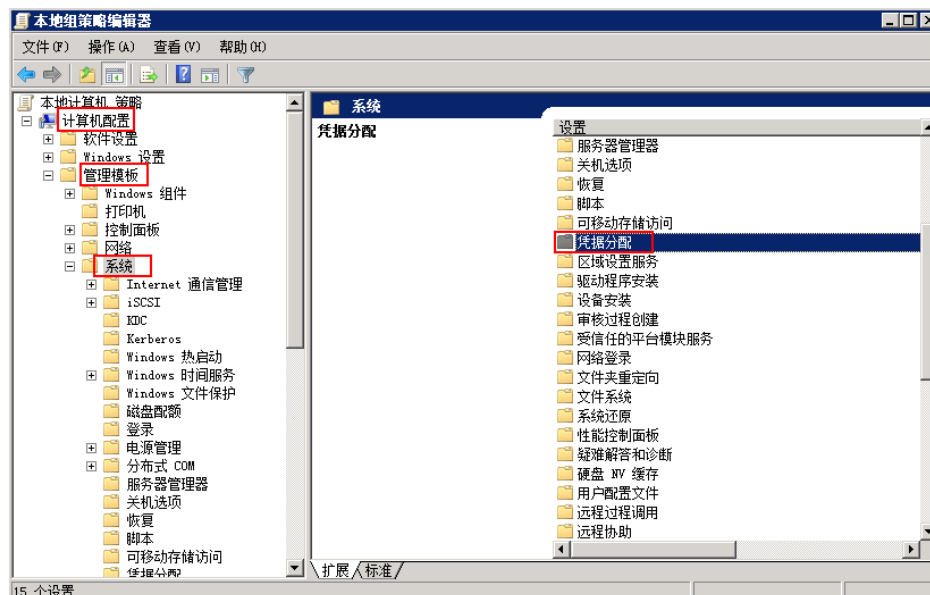 本地组策略编辑器
文件(F) 操作(A) 查看(V) 帮助(H)
本地计算机 策略
计算机配置
软件设置
Windows 设置
管理模板
Windows 组件
打印机
控制面板
网络
系统
Internet 通信管理
iSCSI
KDC
Kerberos
Windows 热启动
Windows 时间服务
Windows 文件保护
磁盘配额
登录
电源管理
分布式 COM
服务器管理器
关机选项
恢复
脚本
可移动存储访问
凭据分配
系统
凭据分配
设置
服务器管理器
关机选项
恢复
脚本
可移动存储访问
凭据分配
区域设置服务
驱动程序安装
设备安装
审核过程创建
受信任的平台模块服务
网络登录
文件夹重定向
文件系统
系统还原
性能控制面板
疑难解答和诊断
硬盘 NV 缓存
用户配置文件
远程过程调用
远程协助
扩展 标准
15 个设置